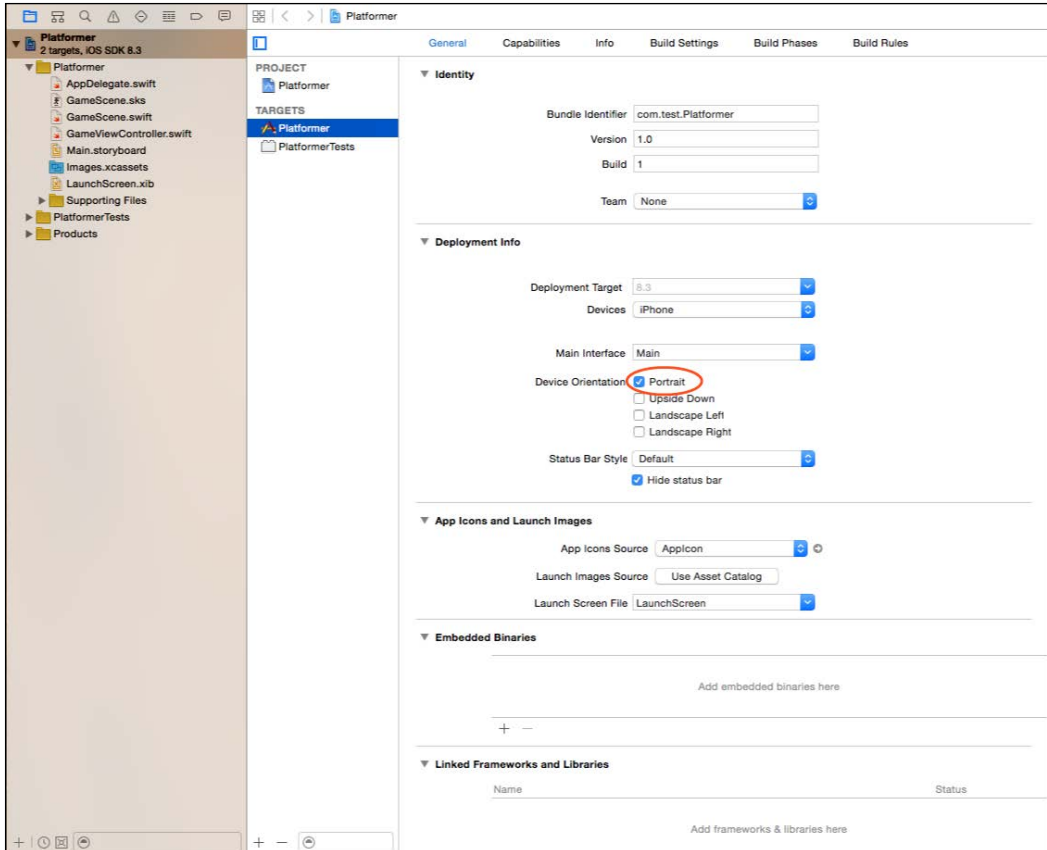 Platformer
Platformer
2 targets, iOS SDK 8.3
Platformer
AppDelegate.swift
GameScene.sks
GameScene.swift
GameViewController.swift
Main.storyboard
Images.xcassets
LaunchScreen.xib
Supporting Files
PlatformerTests
Products
PROJECT
Platformer
TARGETS
Platformer
PlatformerTests
General Capabilities Info Build Settings Build Phases Build Rules
Identity
Bundle Identifier com.test.Platformer
Version 1.0
Build 1
Team None
Deployment Info
Deployment Target 8.3
Devices iPhone
Main Interface Main
Device Orientation Portrait
Upside Down
Landscape Left
Landscape Right
Status Bar Style Default
Hide status bar
App Icons and Launch Images
App Icons Source AppIcon
Launch Images Source Use Asset Catalog
Launch Screen File LaunchScreen
Embedded Binaries
Add embedded binaries here
Linked Frameworks and Libraries
Name Status
Add frameworks & libraries here